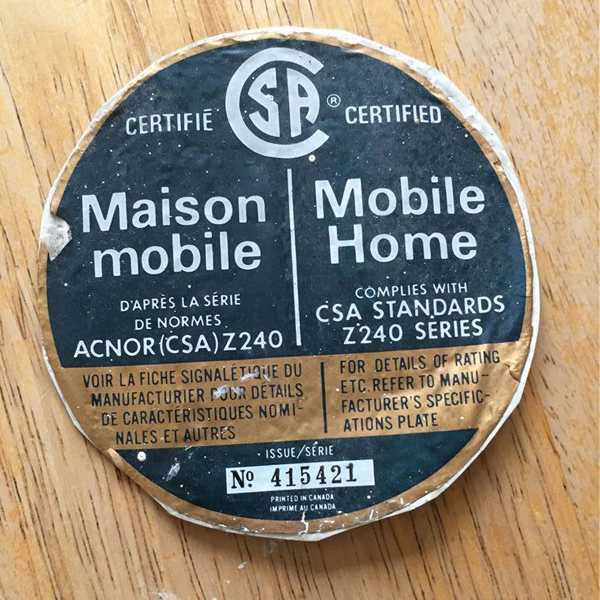 CSA ®
CERTIFIÉ
CERTIFIED
Maison
mobile
D'APRÈS LA SÉRIE
DE NORMES
ACNOR (CSA) Z240
Mobile
Home
COMPLIES WITH
CSA STANDARDS
Z240 SERIES
VOIR LA FICHE SIGNALÉTIQUE DU
MANUFACTURIER POUR DÉTAILS
DE CARACTÉRISTIQUES NOMI-
NALES ET AUTRES
FOR DETAILS OF RATING
ETC. REFER TO MANU-
FACTURER'S SPECIFIC-
ATIONS PLATE
ISSUE/SÉRIE
Nº 415421
PRINTED IN CANADA
IMPRIMÉ AU CANADA